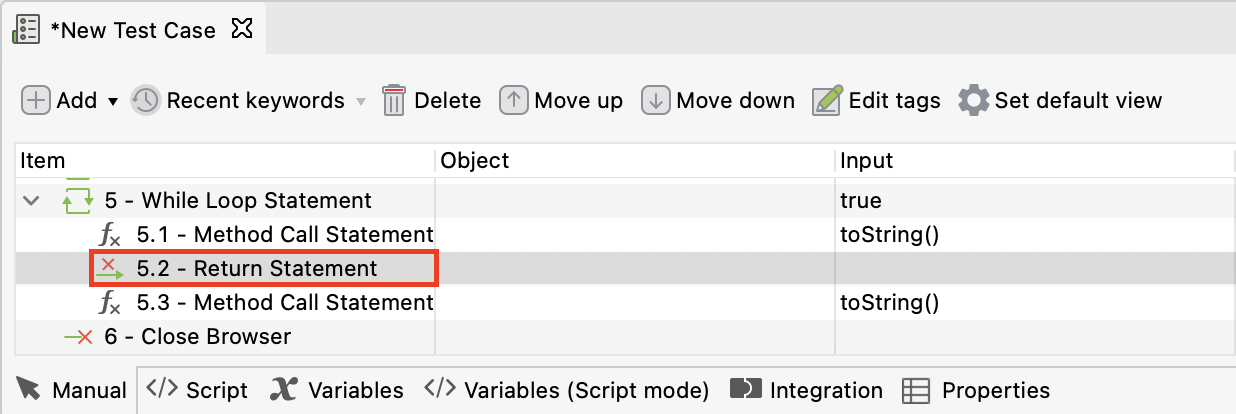 *New Test Case
Add Recent keywords Delete Move up Move down Edit tags Set default view
Item Object Input
5 - While Loop Statement true
5.1 - Method Call Statement toString()
5.2 - Return Statement
5.3 - Method Call Statement toString()
6 - Close Browser
Manual Script Variables Variables (Script mode) Integration Properties